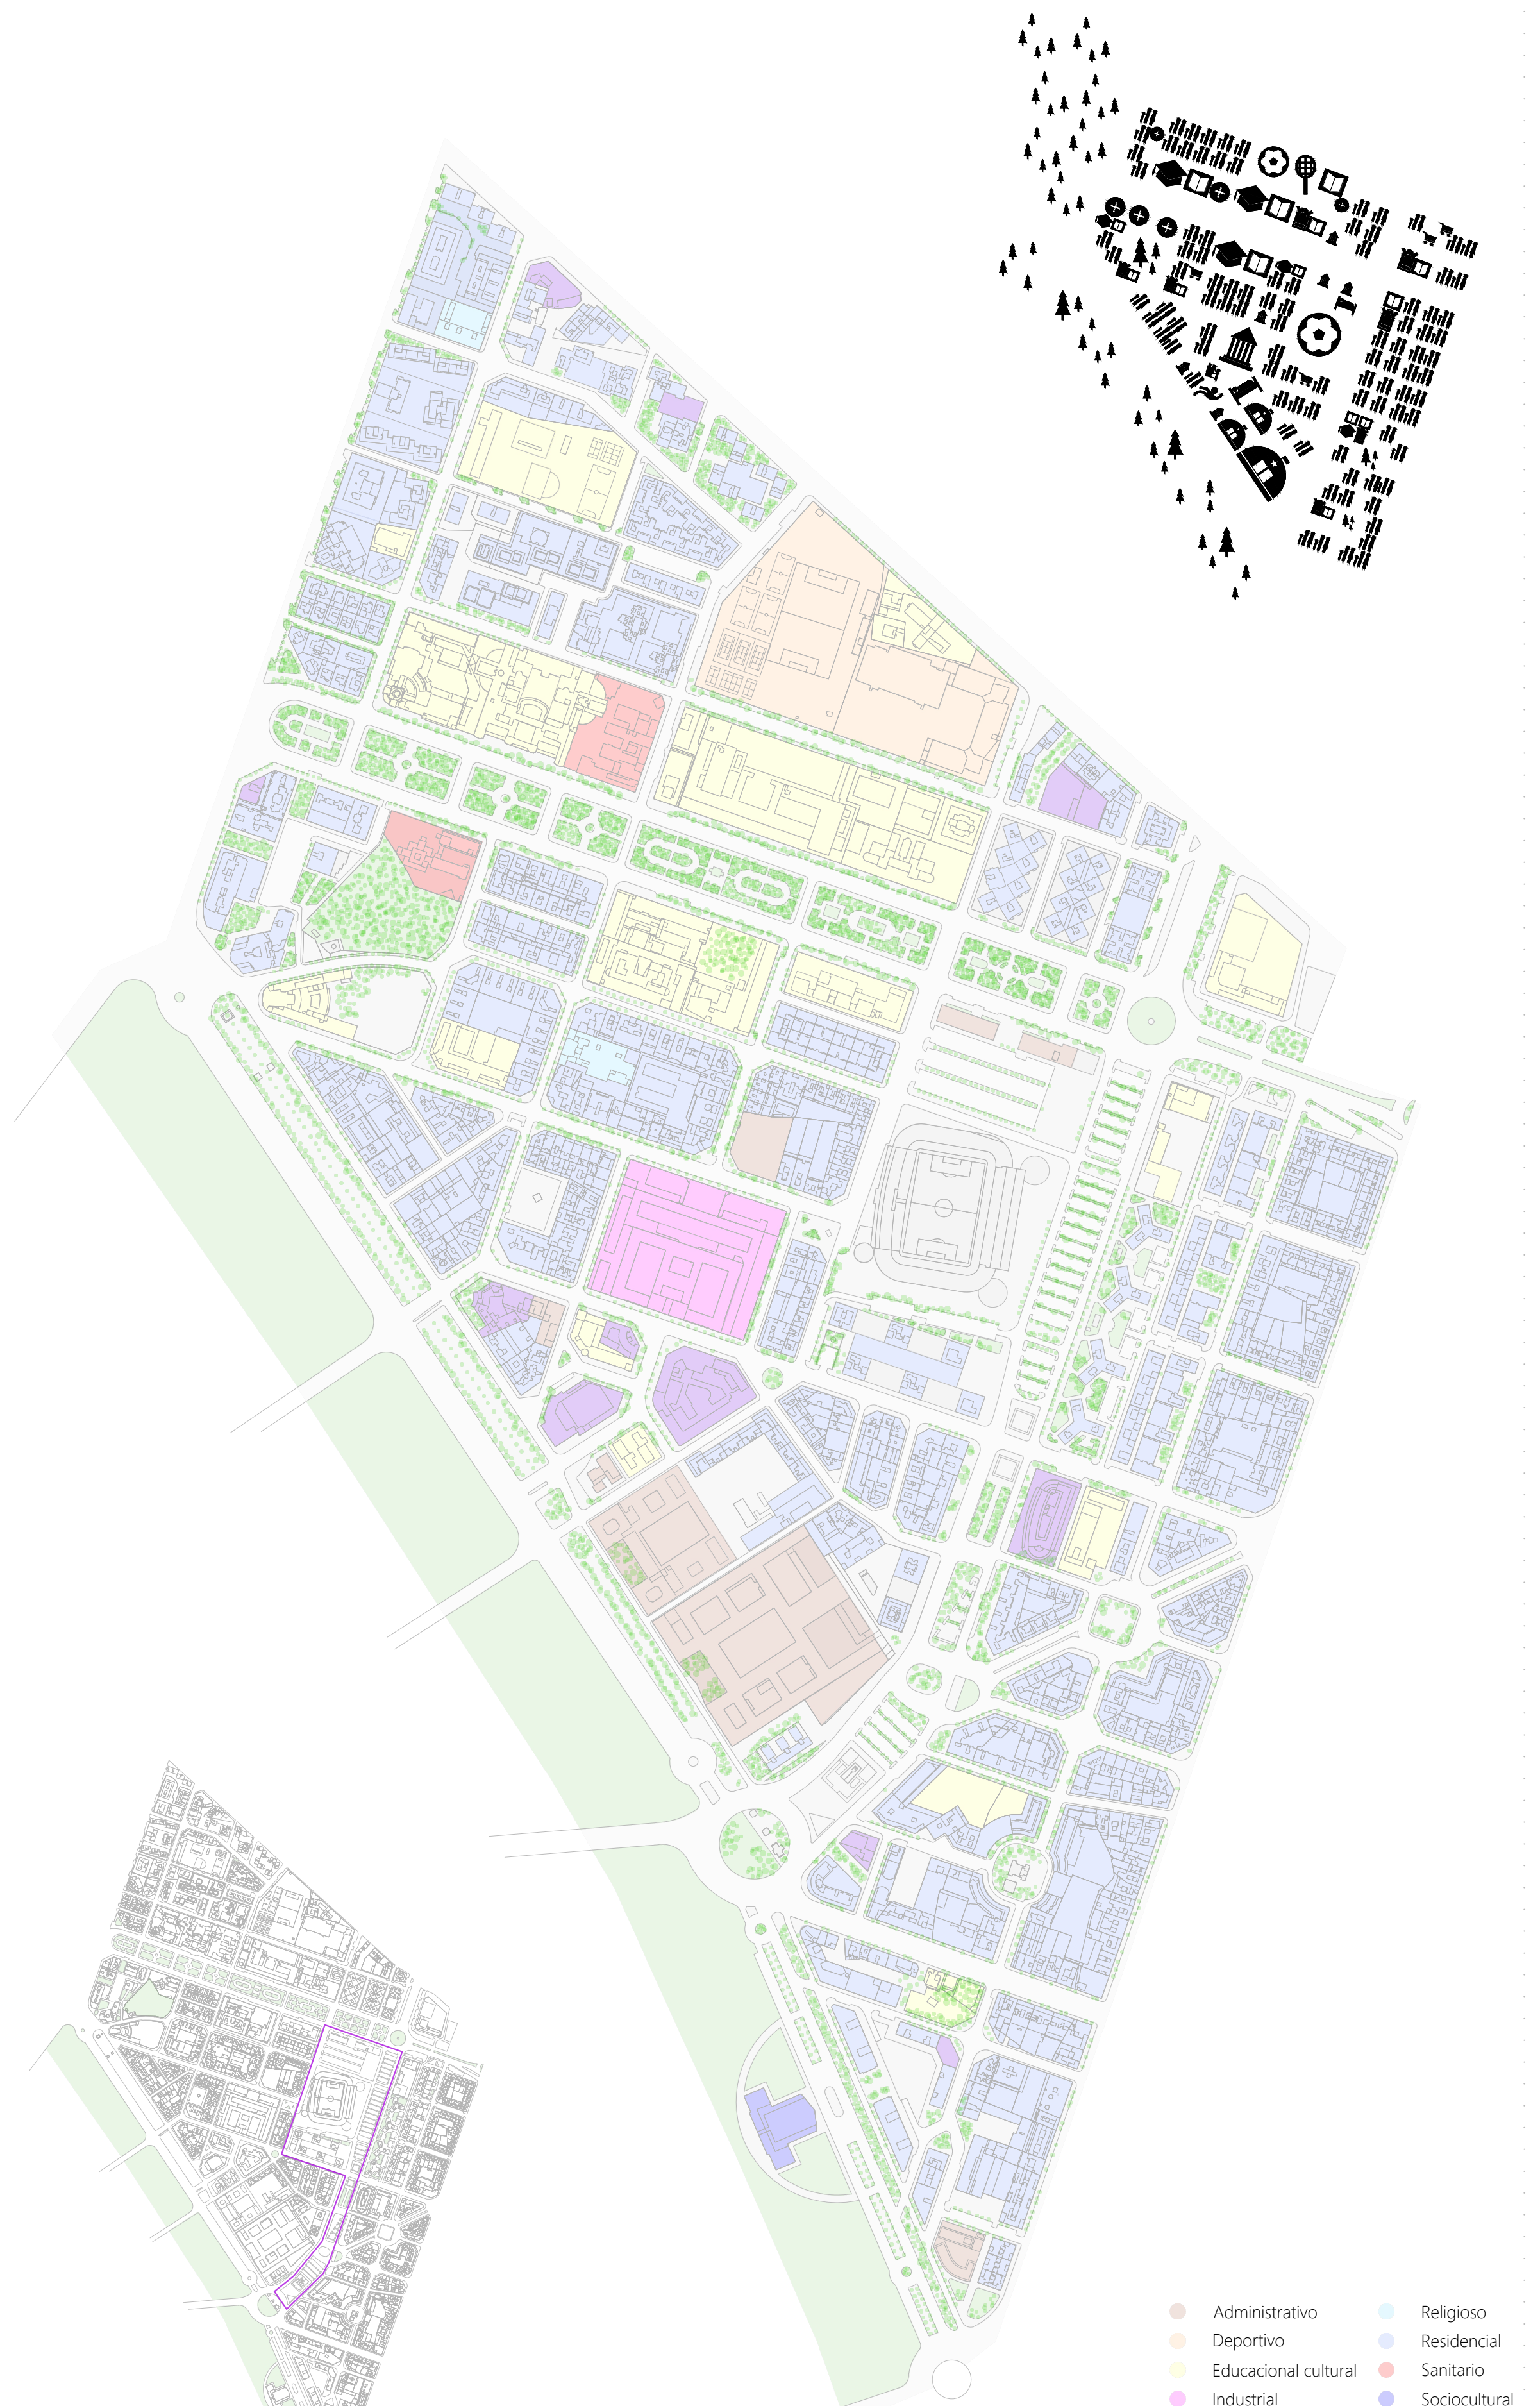 Administrativo
Deportivo
Educacional cultural
Industrial
Religioso
Residencial
Sanitario
Sociocultural